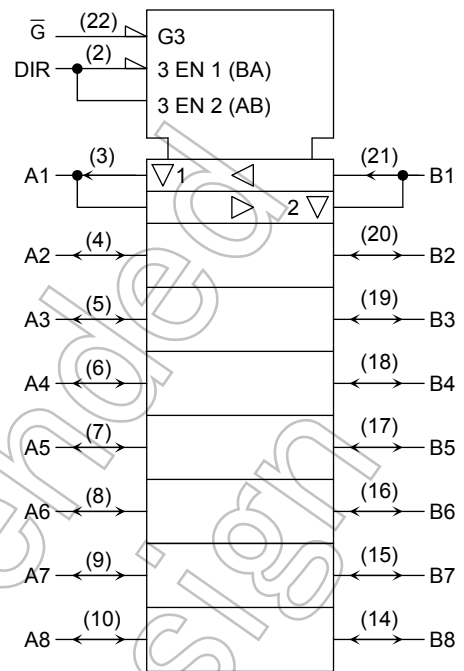 G̅ (22) G3
DIR (2) 3 EN 1 (BA)
3 EN 2 (AB)
A1 (3) 1 (21) B1
2
A2 (4) (20) B2
A3 (5) (19) B3
A4 (6) (18) B4
A5 (7) (17) B5
A6 (8) (16) B6
A7 (9) (15) B7
A8 (10) (14) B8
ended
sign